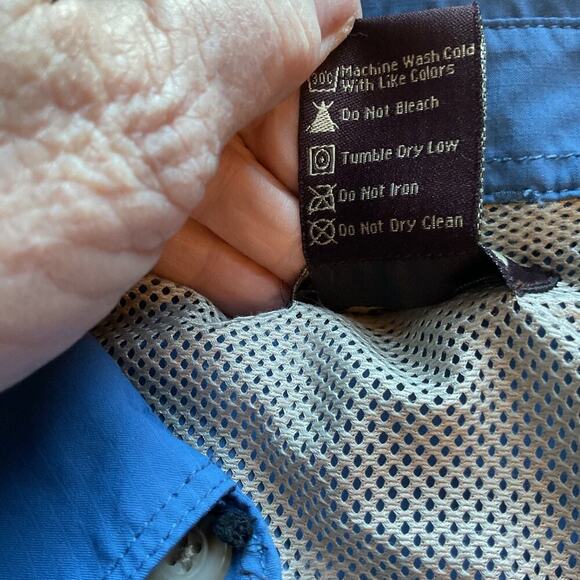 30°C Machine Wash Cold
With Like Colors
Do Not Bleach
Tumble Dry Low
Do Not Iron
Do Not Dry Clean